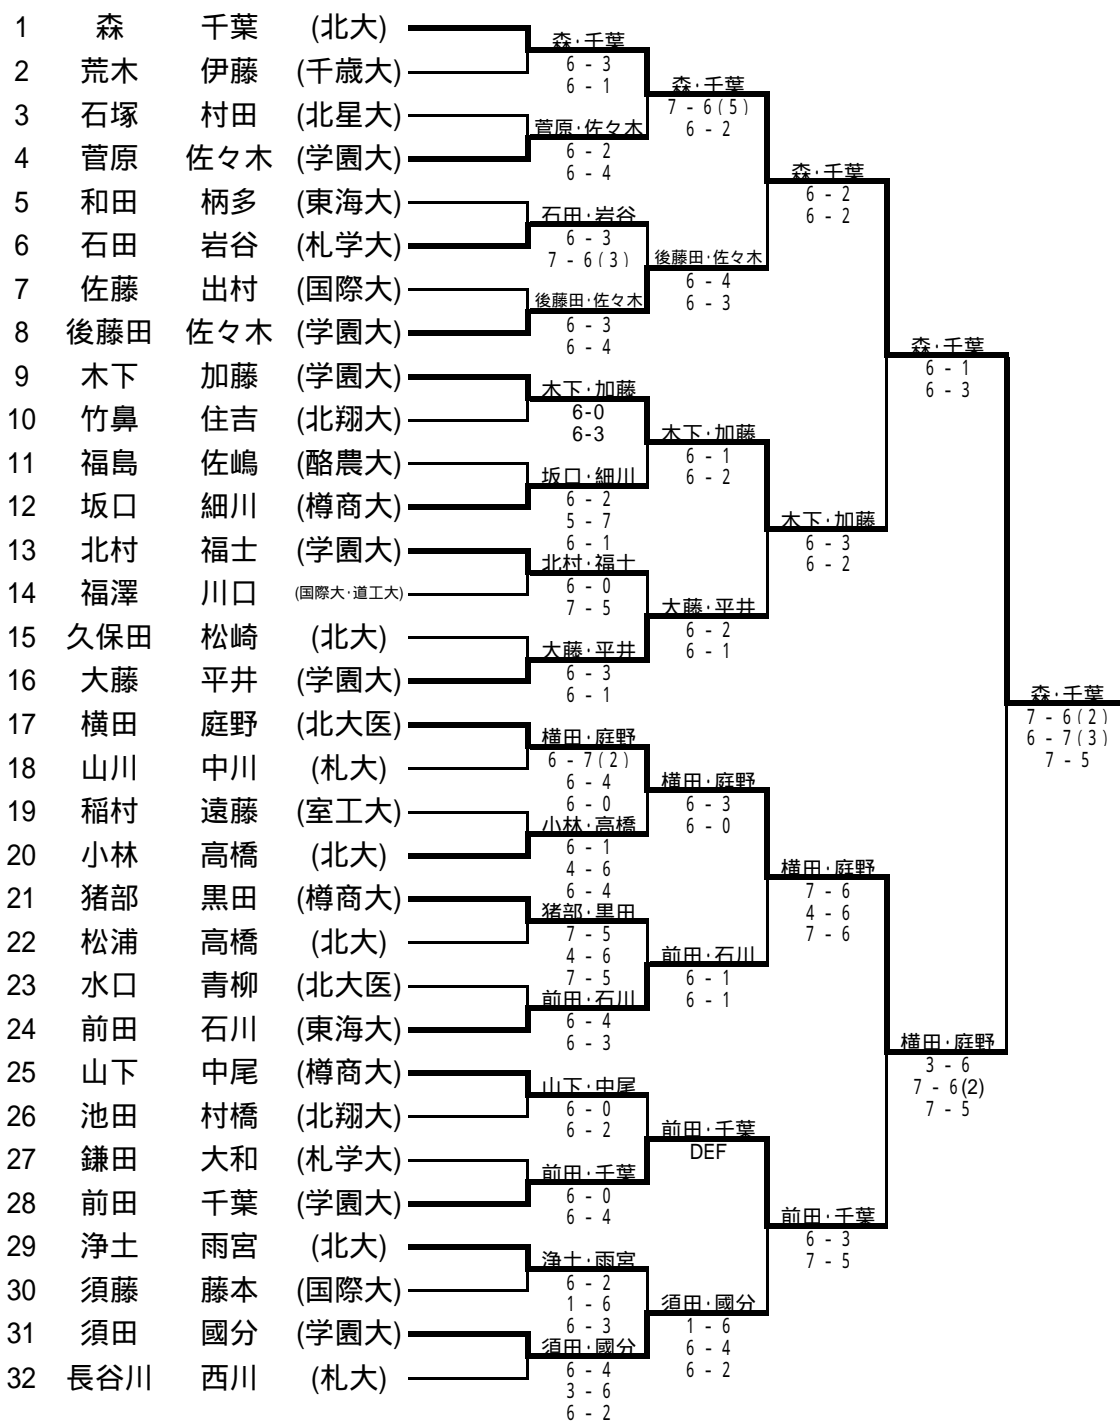 1 森 千葉 (北大)
2 荒木 伊藤 (千歳大)
3 石塚 村田 (北星大)
4 菅原 佐々木 (学園大)
5 和田 柄多 (東海大)
6 石田 岩谷 (札学大)
7 佐藤 出村 (国際大)
8 後藤田 佐々木 (学園大)
9 木下 加藤 (学園大)
10 竹鼻 住吉 (北翔大)
11 福島 佐嶋 (酪農大)
12 坂口 細川 (樽商大)
13 北村 福士 (学園大)
14 福澤 川口 (国際大・道工大)
15 久保田 松崎 (北大)
16 大藤 平井 (学園大)
17 横田 庭野 (北大医)
18 山川 中川 (札大)
19 稲村 遠藤 (室工大)
20 小林 高橋 (北大)
21 猪部 黒田 (樽商大)
22 松浦 高橋 (北大)
23 水口 青柳 (北大医)
24 前田 石川 (東海大)
25 山下 中尾 (樽商大)
26 池田 村橋 (北翔大)
27 鎌田 大和 (札学大)
28 前田 千葉 (学園大)
29 浄土 雨宮 (北大)
30 須藤 藤本 (国際大)
31 須田 國分 (学園大)
32 長谷川 西川 (札大)
森・千葉
6 - 3
6 - 1
菅原・佐々木
6 - 2
6 - 4
石田・岩谷
6 - 3
7 - 6(3)
後藤田・佐々木
6 - 3
6 - 4
木下・加藤
6-0
6-3
坂口・細川
6 - 2
5 - 7
6 - 1
北村・福士
6 - 0
7 - 5
大藤・平井
6 - 3
6 - 1
横田・庭野
6 - 7(2)
6 - 4
6 - 0
小林・高橋
6 - 1
4 - 6
6 - 4
猪部・黒田
7 - 5
4 - 6
7 - 5
前田・石川
6 - 4
6 - 3
山下・中尾
6 - 0
6 - 2
前田・千葉
6 - 0
6 - 4
浄土・雨宮
6 - 2
1 - 6
6 - 3
須田・國分
6 - 4
3 - 6
6 - 2
森・千葉
7 - 6(5)
6 - 2
後藤田・佐々木
6 - 4
6 - 3
木下・加藤
6 - 1
6 - 2
大藤・平井
6 - 2
6 - 1
横田・庭野
6 - 3
6 - 0
前田・石川
6 - 1
6 - 1
前田・千葉
DEF
須田・國分
1 - 6
6 - 4
6 - 2
森・千葉
6 - 2
6 - 2
木下・加藤
6 - 3
6 - 2
横田・庭野
7 - 6
4 - 6
7 - 6
前田・千葉
6 - 3
7 - 5
森・千葉
6 - 1
6 - 3
横田・庭野
3 - 6
7 - 6(2)
7 - 5
森・千葉
7 - 6(2)
6 - 7(3)
7 - 5